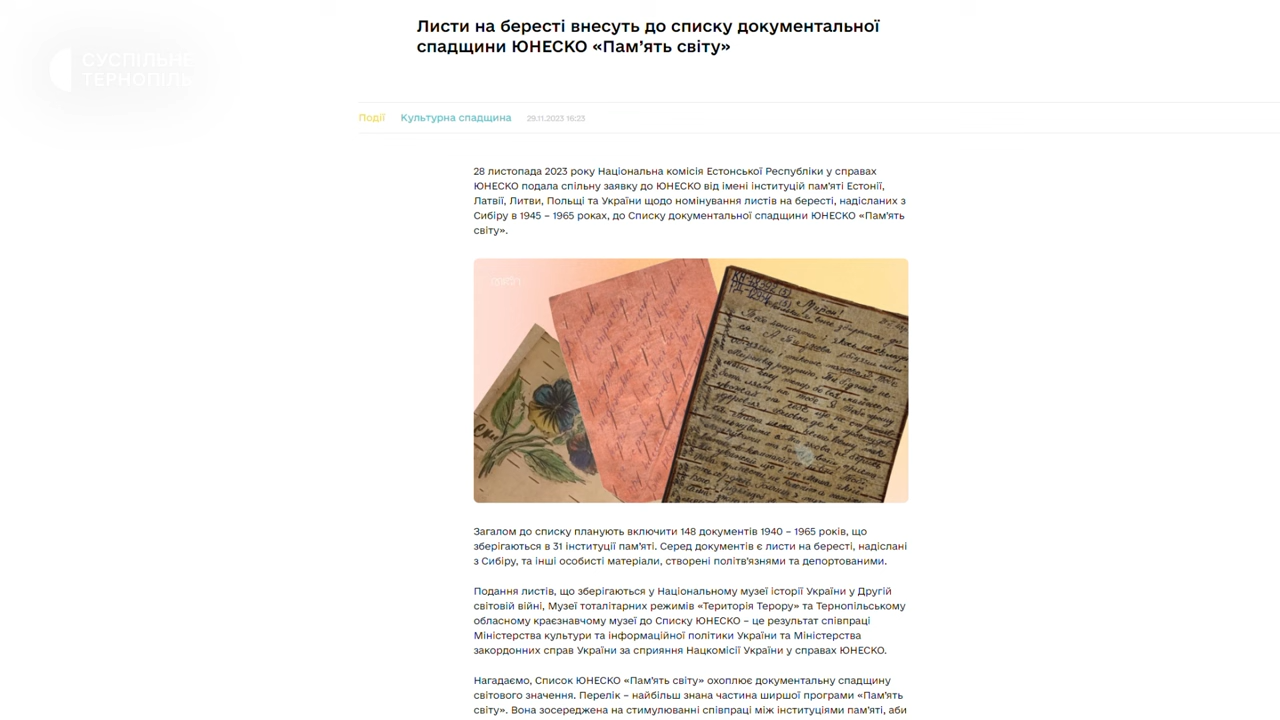 Листи на бересті внесуть до списку документальної
спадщини ЮНЕСКО «Пам’ять світу»
СУСПІЛЬНЕ
ТЕРНОПІЛЬ
Події Культурна спадщина 29.11.2023 16:23
28 листопада 2023 року Національна комісія Естонської Республіки у справах
ЮНЕСКО подала спільну заявку до ЮНЕСКО від імені інституцій пам’яті Естонії,
Латвії, Литви, Польщі та України щодо номінування листів на бересті, надісланих з
Сибіру в 1945 – 1965 роках, до Списку документальної спадщини ЮНЕСКО «Пам’ять
світу».
Загалом до списку планують включити 148 документів 1940 – 1965 років, що
зберігаються в 31 інституції пам’яті. Серед документів є листи на бересті, надіслані
з Сибіру, та інші особисті матеріали, створені політв’язнями та депортованими.
Подання листів, що зберігаються у Національному музеї історії України у Другій
світовій війні, Музеї тоталітарних режимів «Територія Терору» та Тернопільському
обласному краєзнавчому музеї до Списку ЮНЕСКО – це результат співпраці
Міністерства культури та інформаційної політики України та Міністерства
закордонних справ України за сприяння Нацкомісії України у справах ЮНЕСКО.
Нагадаємо, Список ЮНЕСКО «Пам’ять світу» охоплює документальну спадщину
світового значення. Перелік – найбільш знана частина ширшої програми «Пам’ять
світу». Вона зосереджена на стимулюванні співпраці між інституціями пам’яті, аби